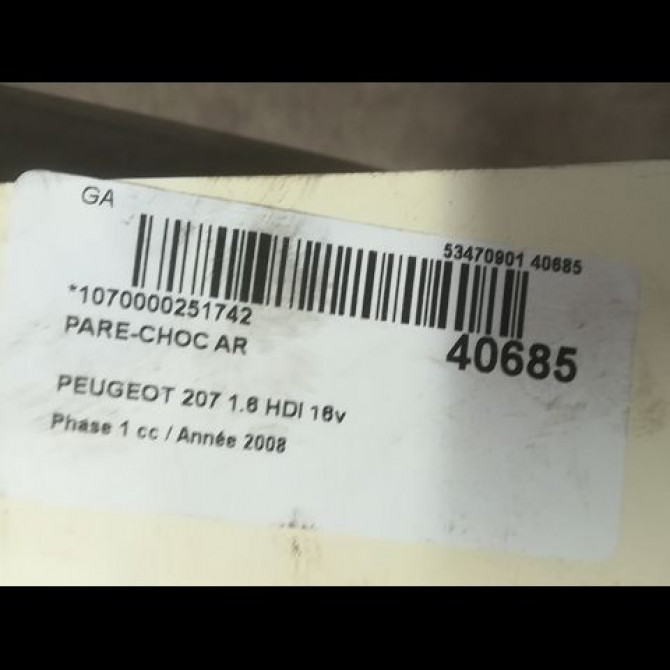 GA
53470901 40685
*1070000251742
PARE-CHOC AR
40685
PEUGEOT 207 1.6 HDI 16v
Phase 1 cc / Année 2008